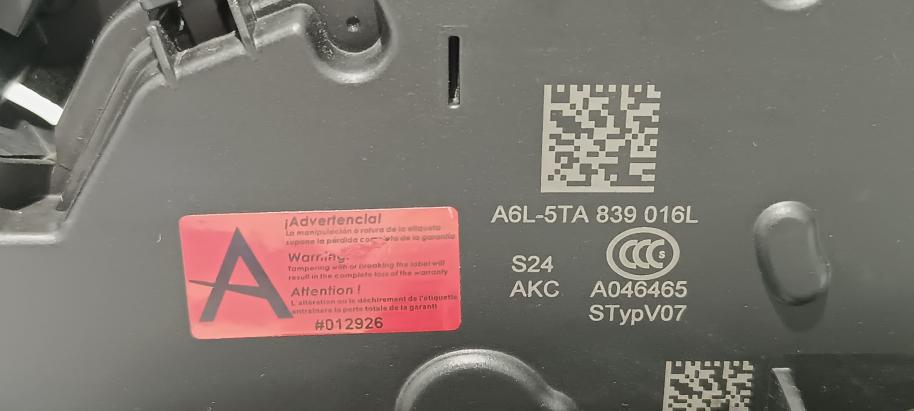 ¡Advertencia!
La manipulación o rotura de la etiqueta
supone la pérdida completa de la garantía
Warning:
Tampering with or breaking the label will
result in the complete loss of the warranty
Attention !
L'altération ou le déchirement de l'étiquette
entraînera la perte totale de la garanti
#012926
A
A6L-5TA 839 016L
S24
CCC S
AKC
A046465
STypV07